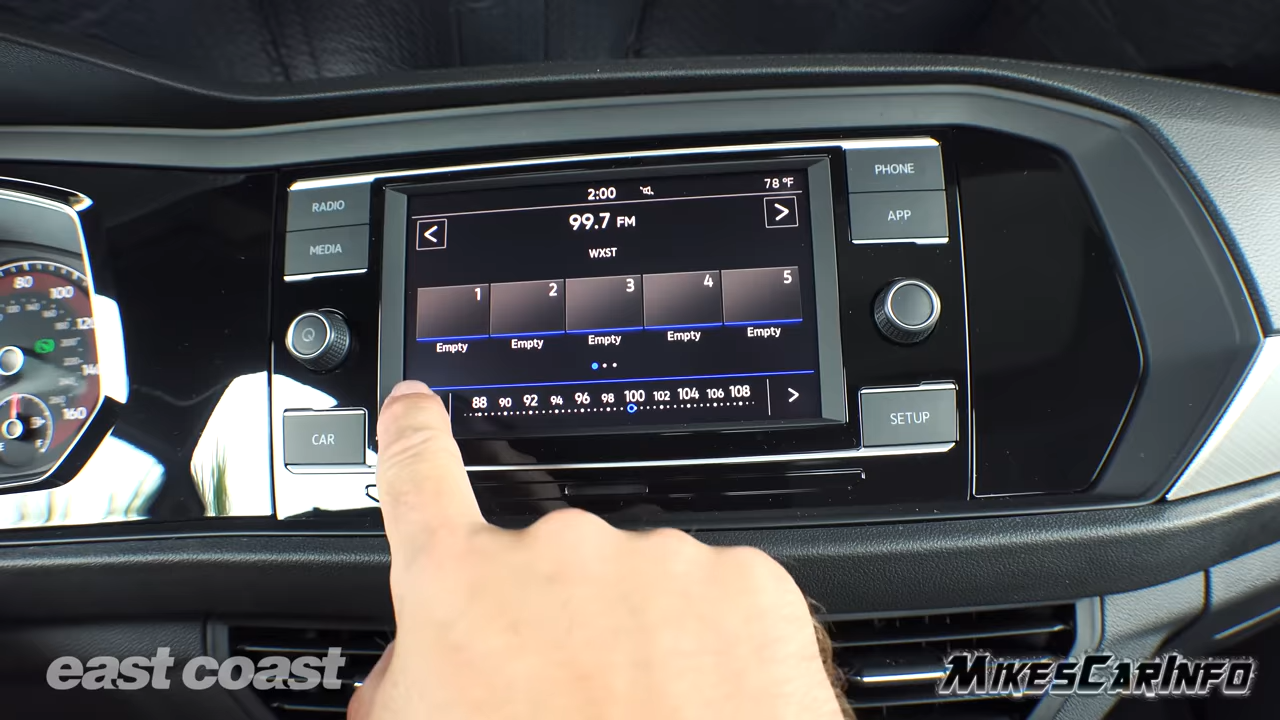 2:00
78 °F
99.7 FM
<
>
WXST
1 2 3 4 5
Empty Empty Empty Empty Empty
88 90 92 94 96 98 100 102 104 106 108 >
RADIO
MEDIA
CAR
PHONE
APP
SETUP
80
100
120
140
160
E
F
east coast
MIKESCARINFO